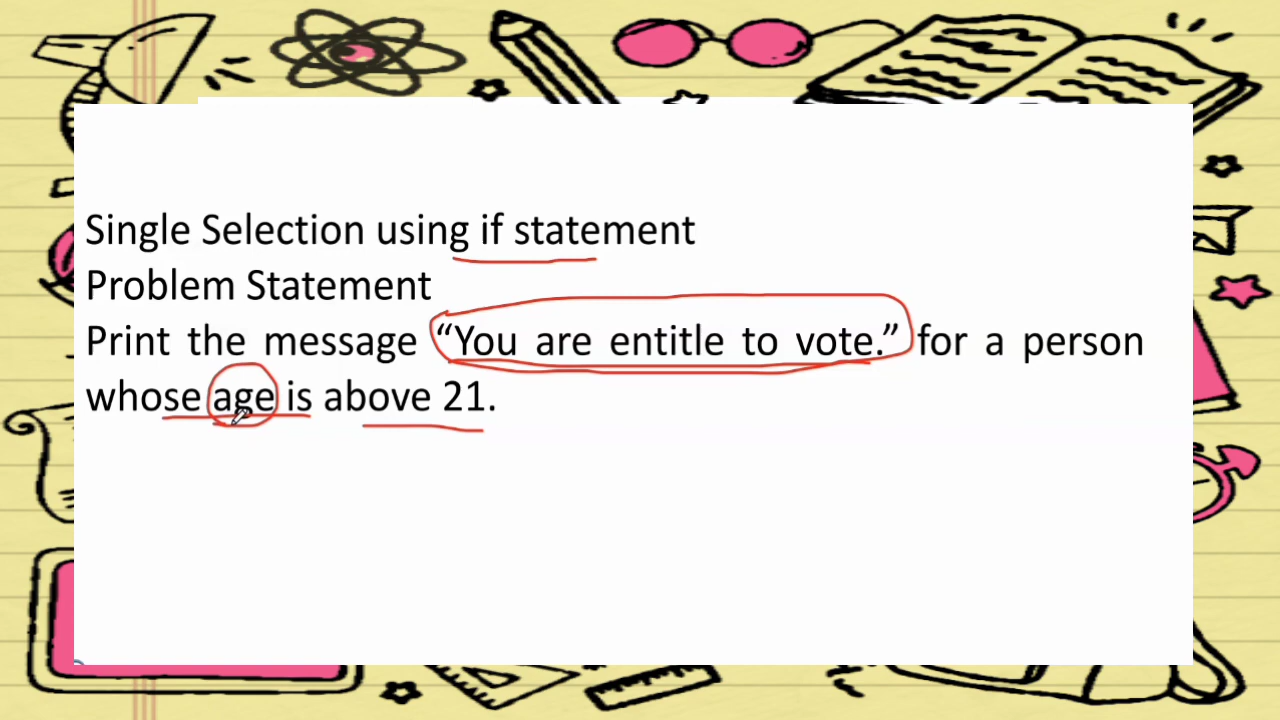 Single Selection using if statement
Problem Statement
Print the message “You are entitle to vote.” for a person
whose age is above 21.